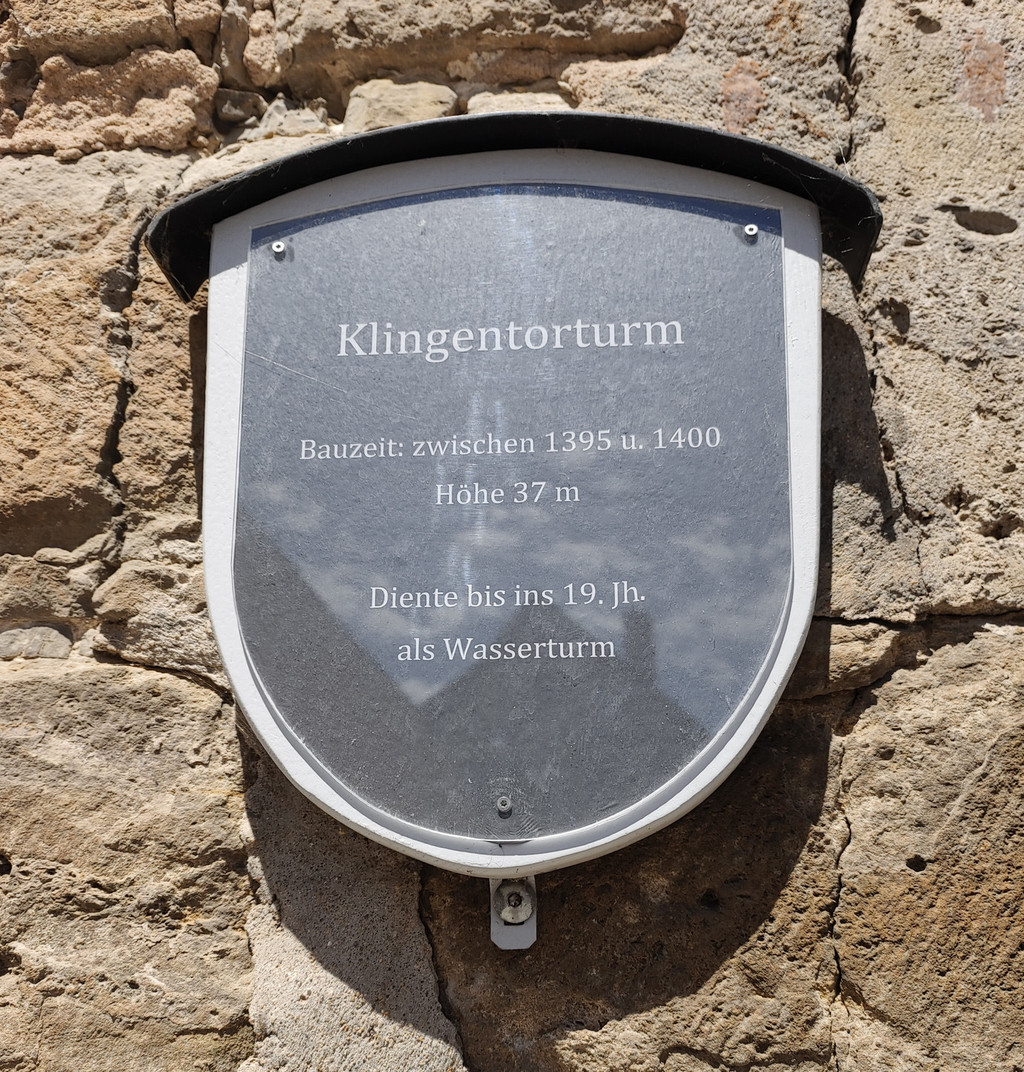 Klingentorturm
Bauzeit: zwischen 1395 u. 1400
Höhe 37 m
Diente bis ins 19. Jh.
als Wasserturm